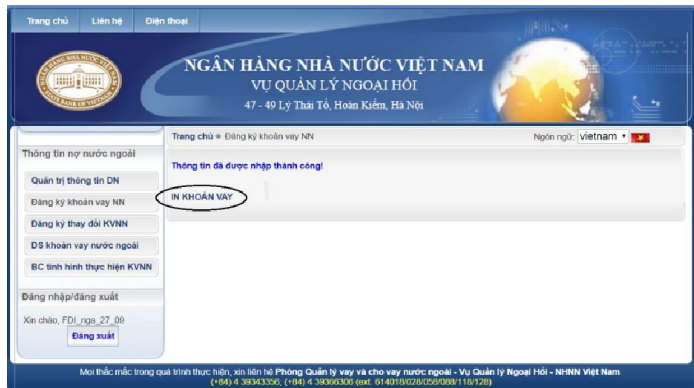 Trang chủ Liên hệ Điện thoại
NGÂN HÀNG NHÀ NƯỚC VIỆT NAM
VỤ QUẢN LÝ NGOẠI HỐI
47 - 49 Lý Thái Tổ, Hoàn Kiếm, Hà Nội
Trang chủ Đăng ký khoản vay NN Ngôn ngữ: vietnam
Thông tin nợ nước ngoài
Thông tin đã được nhập thành công!
Quản trị thông tin DN
IN KHOẢN VAY
Đăng ký khoản vay NN
Đăng ký thay đổi KVNN
DS khoản vay nước ngoài
BC tình hình thực hiện KVNN
Đăng nhập/đăng xuất
Xin chào, FDI_nga_27_09
Đăng xuất
Mọi thắc mắc trong quá trình thực hiện, xin liên hệ Phòng Quản lý vay và cho vay nước ngoài - Vụ Quản lý Ngoại Hối - NHNN Việt Nam
(+84) 4 39343356; (+84) 4 39366306 (ext: 614018/028/058/088/118/128)